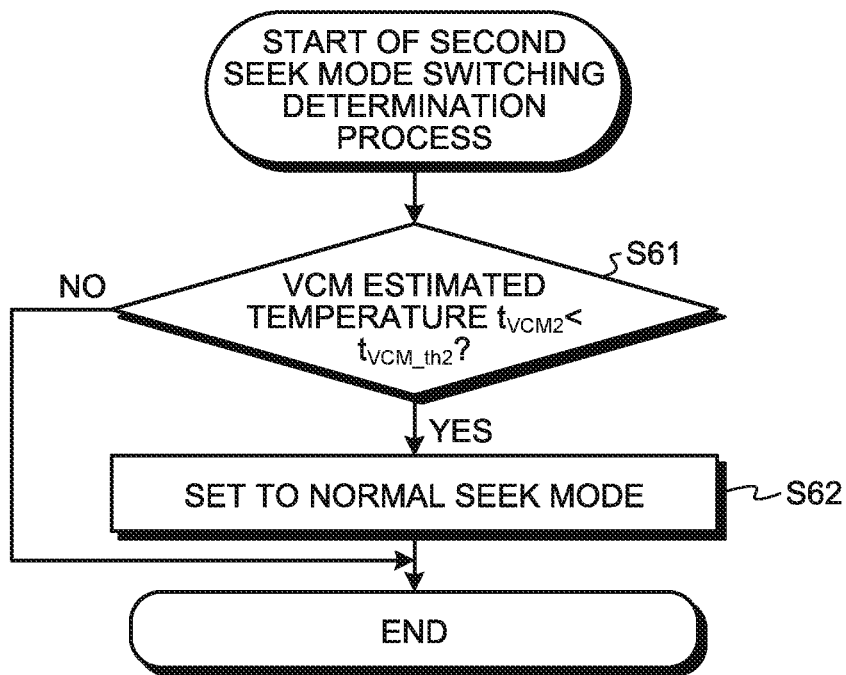 START OF SECOND
SEEK MODE SWITCHING
DETERMINATION
PROCESS
S61
NO
VCM ESTIMATED
TEMPERATURE tVCM2<
tVCM_th2?
YES
SET TO NORMAL SEEK MODE
S62
END